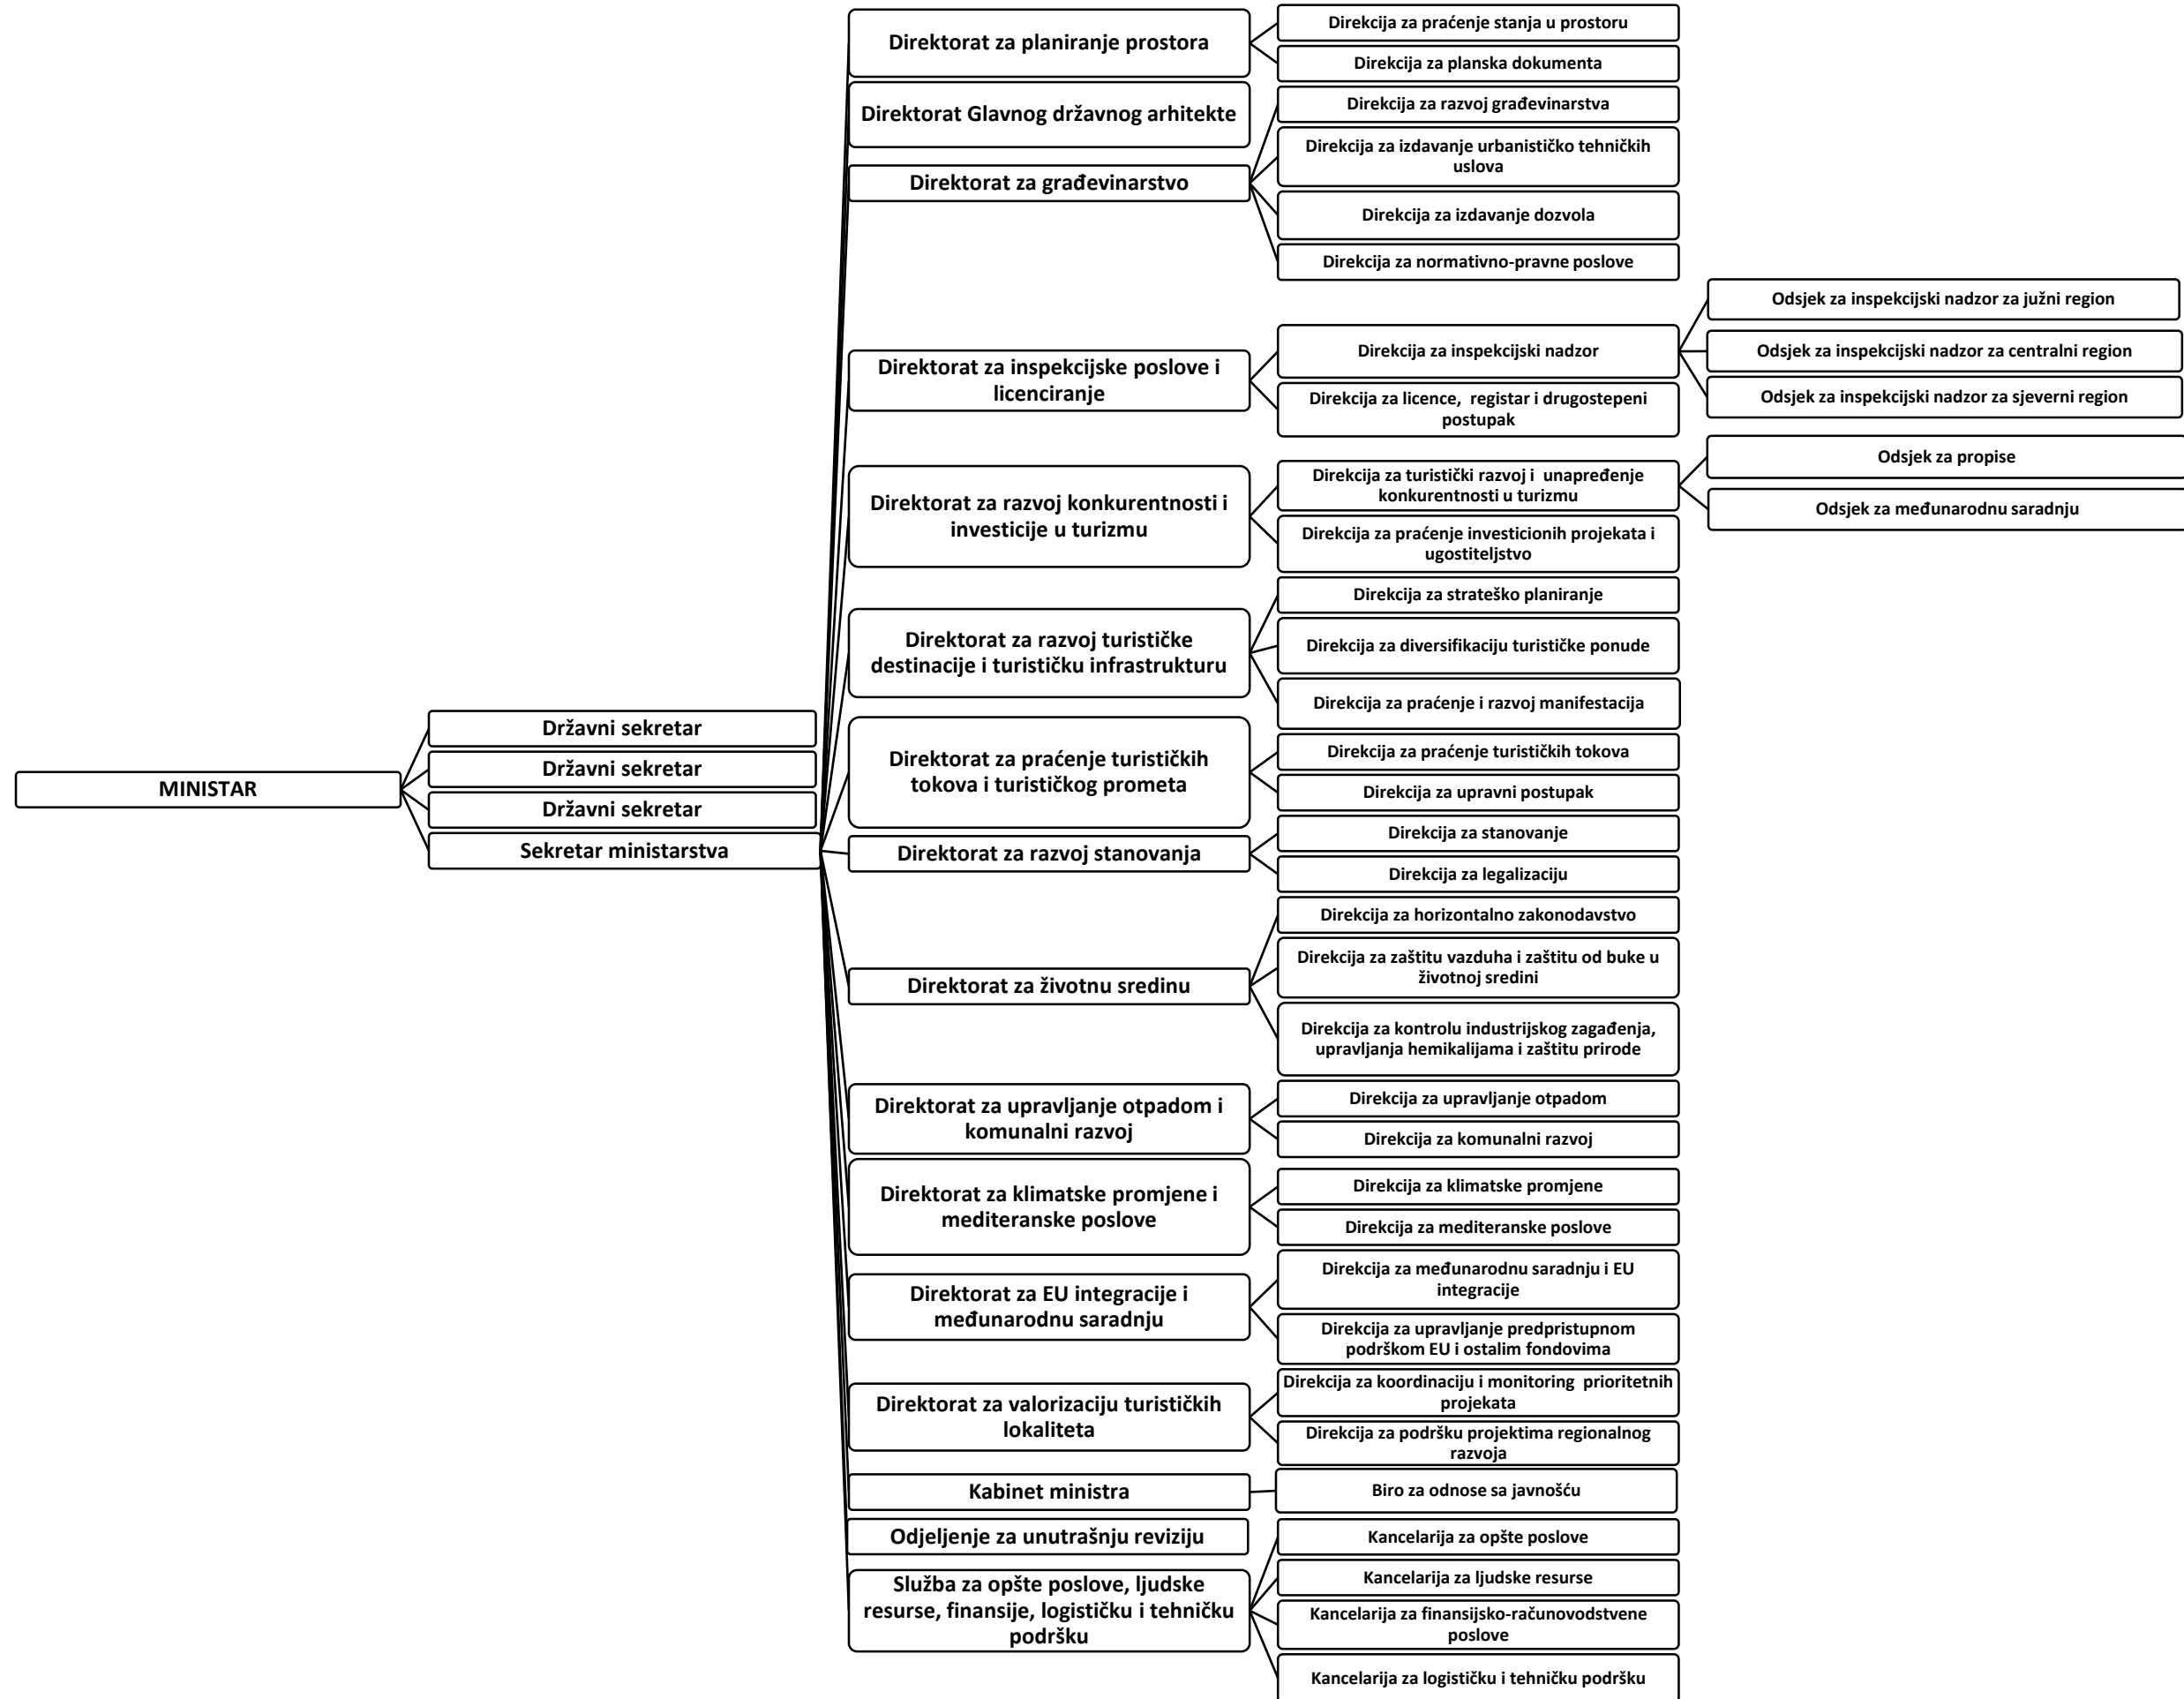 MINISTAR
Državni sekretar
Državni sekretar
Državni sekretar
Sekretar ministarstva
Direktorat za planiranje prostora
Direkcija za praćenje stanja u prostoru
Direkcija za planska dokumenta
Direktorat Glavnog državnog arhitekte
Direktorat za građevinarstvo
Direkcija za razvoj građevinarstva
Direkcija za izdavanje urbanističko tehničkih
uslova
Direkcija za izdavanje dozvola
Direkcija za normativno-pravne poslove
Direktorat za inspekcijske poslove i
licenciranje
Direkcija za inspekcijski nadzor
Odsjek za inspekcijski nadzor za južni region
Odsjek za inspekcijski nadzor za centralni region
Odsjek za inspekcijski nadzor za sjeverni region
Direkcija za licence, registar i drugostepeni
postupak
Direktorat za razvoj konkurentnosti i
investicije u turizmu
Direkcija za turistički razvoj i unapređenje
konkurentnosti u turizmu
Odsjek za propise
Odsjek za međunarodnu saradnju
Direkcija za praćenje investicionih projekata i
ugostiteljstvo
Direktorat za razvoj turističke
destinacije i turističku infrastrukturu
Direkcija za strateško planiranje
Direkcija za diversifikaciju turističke ponude
Direkcija za praćenje i razvoj manifestacija
Direktorat za praćenje turističkih
tokova i turističkog prometa
Direkcija za praćenje turističkih tokova
Direkcija za upravni postupak
Direktorat za razvoj stanovanja
Direkcija za stanovanje
Direkcija za legalizaciju
Direktorat za životnu sredinu
Direkcija za horizontalno zakonodavstvo
Direkcija za zaštitu vazduha i zaštitu od buke u
životnoj sredini
Direkcija za kontrolu industrijskog zagađenja,
upravljanja hemikalijama i zaštitu prirode
Direktorat za upravljanje otpadom i
komunalni razvoj
Direkcija za upravljanje otpadom
Direkcija za komunalni razvoj
Direktorat za klimatske promjene i
mediteranske poslove
Direkcija za klimatske promjene
Direkcija za mediteranske poslove
Direktorat za EU integracije i
međunarodnu saradnju
Direkcija za međunarodnu saradnju i EU
integracije
Direkcija za upravljanje predpristupnom
podrškom EU i ostalim fondovima
Direktorat za valorizaciju turističkih
lokaliteta
Direkcija za koordinaciju i monitoring prioritetnih
projekata
Direkcija za podršku projektima regionalnog
razvoja
Kabinet ministra
Biro za odnose sa javnošću
Odjeljenje za unutrašnju reviziju
Služba za opšte poslove, ljudske
resurse, finansije, logističku i tehničku
podršku
Kancelarija za opšte poslove
Kancelarija za ljudske resurse
Kancelarija za finansijsko-računovodstvene
poslove
Kancelarija za logističku i tehničku podršku